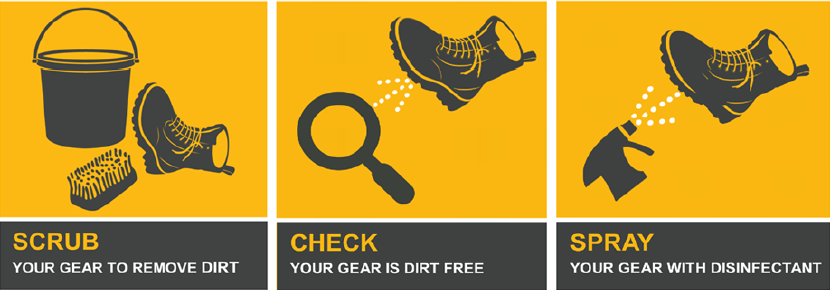 SCRUB
YOUR GEAR TO REMOVE DIRT
CHECK
YOUR GEAR IS DIRT FREE
SPRAY
YOUR GEAR WITH DISINFECTANT